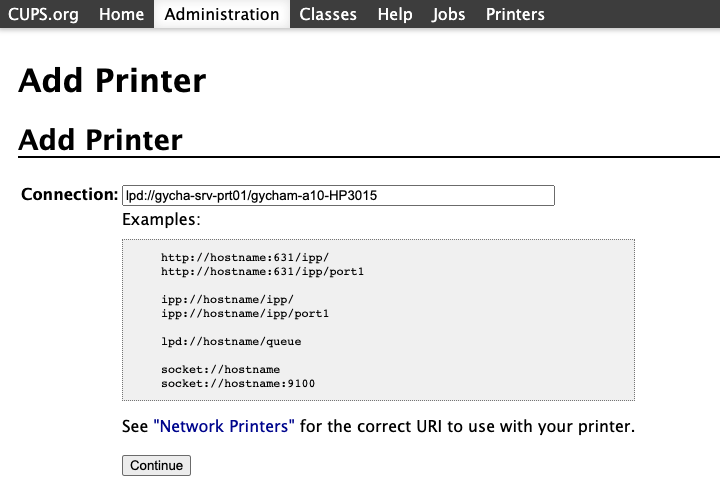 CUPS.org Home Administration Classes Help Jobs Printers
Add Printer
Add Printer
Connection: lpd://gycha-srv-prt01/gycham-a10-HP3015
Examples:
http://hostname:631/ipp/
http://hostname:631/ipp/port1
ipp://hostname/ipp/
ipp://hostname/ipp/port1
lpd://hostname/queue
socket://hostname
socket://hostname:9100
See "Network Printers" for the correct URI to use with your printer.
Continue